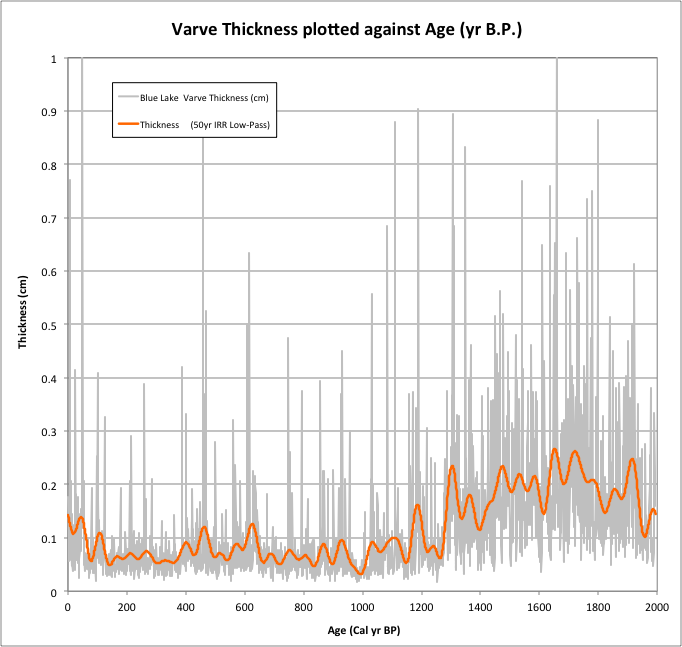 Varve Thickness plotted against Age (yr B.P.)
1
Blue Lake Varve Thickness (cm)
0.9
Thickness (50yr IRR Low-Pass)
0.8
0.7
0.6
Thickness (cm)
0.5
0.4
0.3
0.2
0.1
0
0 200 400 600 800 1000 1200 1400 1600 1800 2000
Age (Cal yr BP)